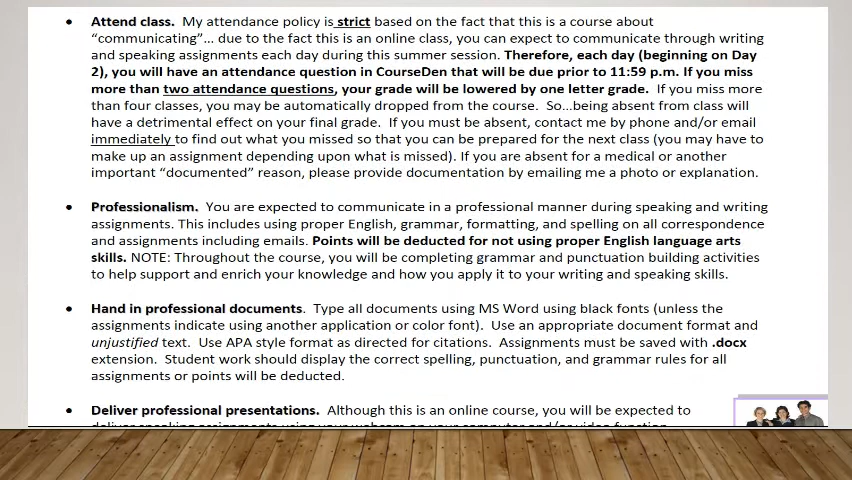 • Attend class. My attendance policy is strict based on the fact that this is a course about
“communicating”… due to the fact this is an online class, you can expect to communicate through writing
and speaking assignments each day during this summer session. Therefore, each day (beginning on Day
2), you will have an attendance question in CourseDen that will be due prior to 11:59 p.m. If you miss
more than two attendance questions, your grade will be lowered by one letter grade. If you miss more
than four classes, you may be automatically dropped from the course. So…being absent from class will
have a detrimental effect on your final grade. If you must be absent, contact me by phone and/or email
immediately to find out what you missed so that you can be prepared for the next class (you may have to
make up an assignment depending upon what is missed). If you are absent for a medical or another
important “documented” reason, please provide documentation by emailing me a photo or explanation.
• Professionalism. You are expected to communicate in a professional manner during speaking and writing
assignments. This includes using proper English, grammar, formatting, and spelling on all correspondence
and assignments including emails. Points will be deducted for not using proper English language arts
skills. NOTE: Throughout the course, you will be completing grammar and punctuation building activities
to help support and enrich your knowledge and how you apply it to your writing and speaking skills.
• Hand in professional documents. Type all documents using MS Word using black fonts (unless the
assignments indicate using another application or color font). Use an appropriate document format and
unjustified text. Use APA style format as directed for citations. Assignments must be saved with .docx
extension. Student work should display the correct spelling, punctuation, and grammar rules for all
assignments or points will be deducted.
• Deliver professional presentations. Although this is an online course, you will be expected to
deliver speaking assignments using your webcam on your computer and/or video function